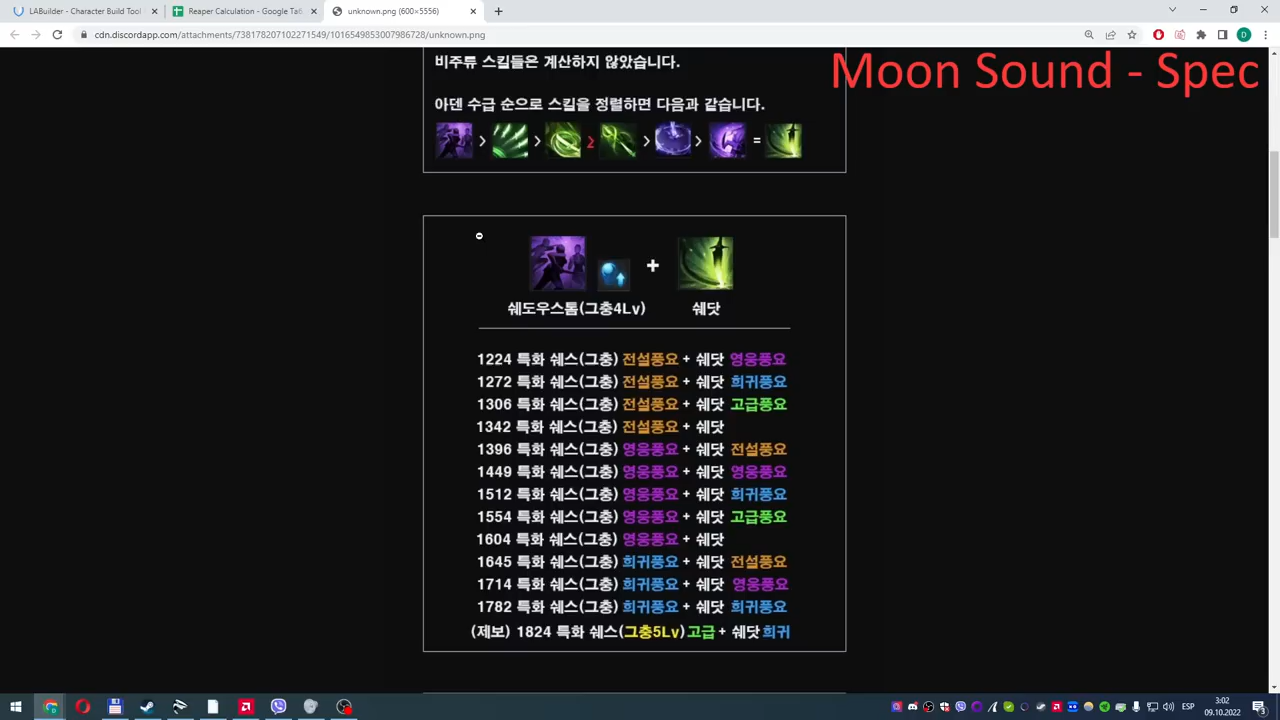 LABuilder - Character Build Tool
Reaper Calculation - Google Tab
unknown.png (600×5556)
cdn.discordapp.com/attachments/738178207102271549/1016549853007986728/unknown.png
Moon Sound - Spec
비주류 스킬들은 계산하지 않았습니다.
아덴 수급 순으로 스킬을 정렬하면 다음과 같습니다.
> > ≥ > > =
+
쉐도우스톰(그충4Lv) 쉐닷
1224 특화 쉐스(그충) 전설풍요 + 쉐닷 영웅풍요
1272 특화 쉐스(그충) 전설풍요 + 쉐닷 희귀풍요
1306 특화 쉐스(그충) 전설풍요 + 쉐닷 고급풍요
1342 특화 쉐스(그충) 전설풍요 + 쉐닷
1396 특화 쉐스(그충) 영웅풍요 + 쉐닷 전설풍요
1449 특화 쉐스(그충) 영웅풍요 + 쉐닷 영웅풍요
1512 특화 쉐스(그충) 영웅풍요 + 쉐닷 희귀풍요
1554 특화 쉐스(그충) 영웅풍요 + 쉐닷 고급풍요
1604 특화 쉐스(그충) 영웅풍요 + 쉐닷
1645 특화 쉐스(그충) 희귀풍요 + 쉐닷 전설풍요
1714 특화 쉐스(그충) 희귀풍요 + 쉐닷 영웅풍요
1782 특화 쉐스(그충) 희귀풍요 + 쉐닷 희귀풍요
(제보) 1824 특화 쉐스(그충5Lv)고급 + 쉐닷 희귀
ESP
3:02
09.10.2022